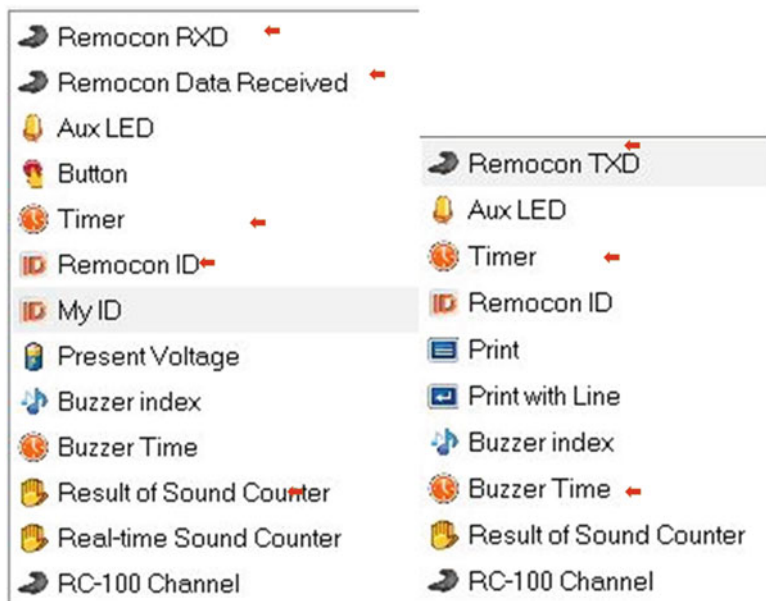 Remocon RXD
Remocon Data Received
Aux LED
Button
Timer
Remocon ID
My ID
Present Voltage
Buzzer index
Buzzer Time
Result of Sound Counter
Real-time Sound Counter
RC-100 Channel
Remocon TXD
Aux LED
Timer
Remocon ID
Print
Print with Line
Buzzer index
Buzzer Time
Result of Sound Counter
RC-100 Channel